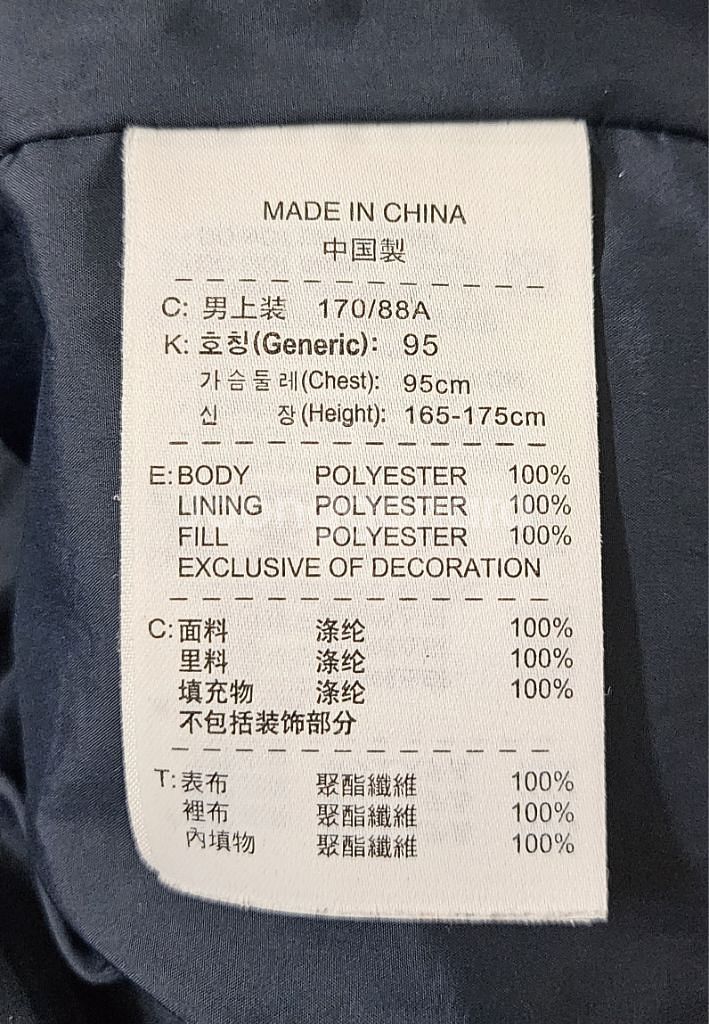 MADE IN CHINA
中国製
C: 男上装 170/88A
K: 호칭(Generic): 95
가슴둘레(Chest): 95cm
신 장(Height): 165-175cm
E: BODY POLYESTER 100%
LINING POLYESTER 100%
FILL POLYESTER 100%
EXCLUSIVE OF DECORATION
C: 面料 涤纶 100%
里料 涤纶 100%
填充物 涤纶 100%
不包括装饰部分
T: 表布 聚酯纖維 100%
裡布 聚酯纖維 100%
內填物 聚酯纖維 100%